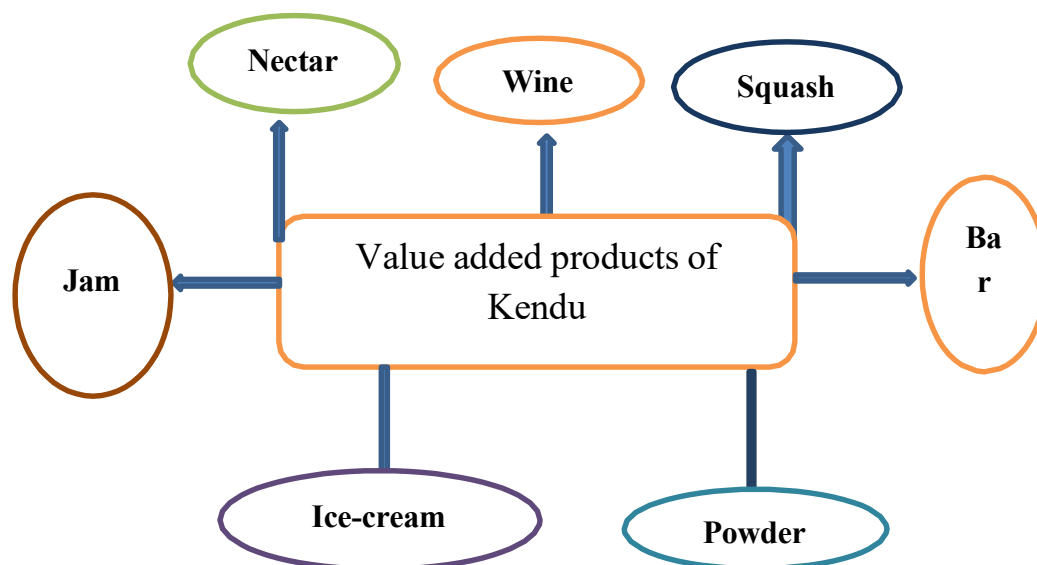 Nectar
Wine
Squash
Jam
Value added products of
Kendu
Ba
r
Ice-cream
Powder